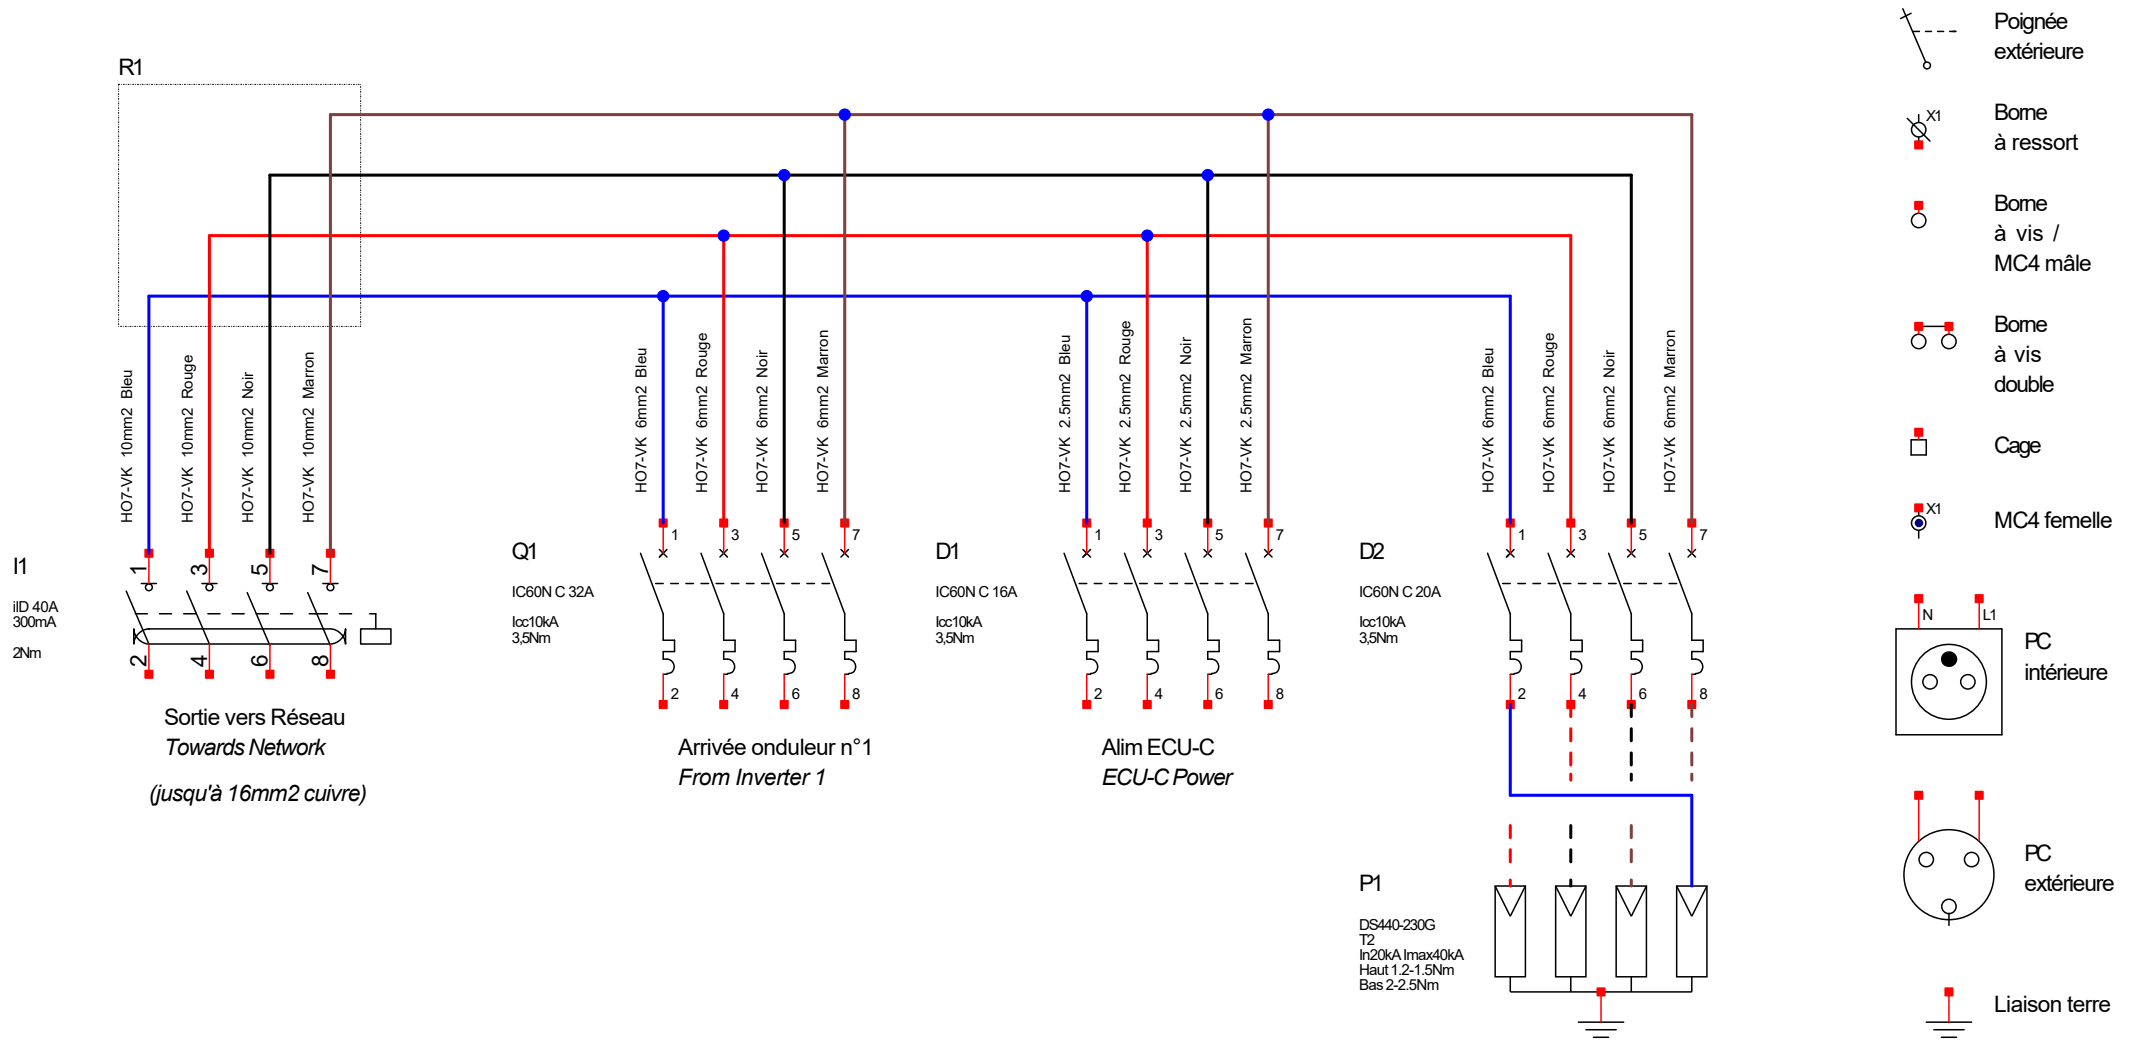 R1
HO7-VK 10mm2 Bleu
HO7-VK 10mm2 Rouge
HO7-VK 10mm2 Noir
HO7-VK 10mm2 Marron
I1
iID 40A
300mA
2Nm
1
3
5
7
2
4
6
8
Sortie vers Réseau
Towards Network
(jusqu'à 16mm2 cuivre)
HO7-VK 6mm2 Bleu
HO7-VK 6mm2 Rouge
HO7-VK 6mm2 Noir
HO7-VK 6mm2 Marron
Q1
IC60N C 32A
Icc10kA
3,5Nm
1
3
5
7
2
4
6
8
Arrivée onduleur n°1
From Inverter 1
HO7-VK 2.5mm2 Bleu
HO7-VK 2.5mm2 Rouge
HO7-VK 2.5mm2 Noir
HO7-VK 2.5mm2 Marron
D1
IC60N C 16A
Icc10kA
3,5Nm
1
3
5
7
2
4
6
8
Alim ECU-C
ECU-C Power
HO7-VK 6mm2 Bleu
HO7-VK 6mm2 Rouge
HO7-VK 6mm2 Noir
HO7-VK 6mm2 Marron
D2
IC60N C 20A
Icc10kA
3,5Nm
1
3
5
7
2
4
6
8
P1
DS440-230G
T2
In20kA Imax40kA
Haut 1.2-1.5Nm
Bas 2-2.5Nm
Poignée
extérieure
X1
Borne
à ressort
Borne
à vis /
MC4 mâle
Borne
à vis
double
Cage
X1
MC4 femelle
N
L1
PC
intérieure
PC
extérieure
Liaison terre